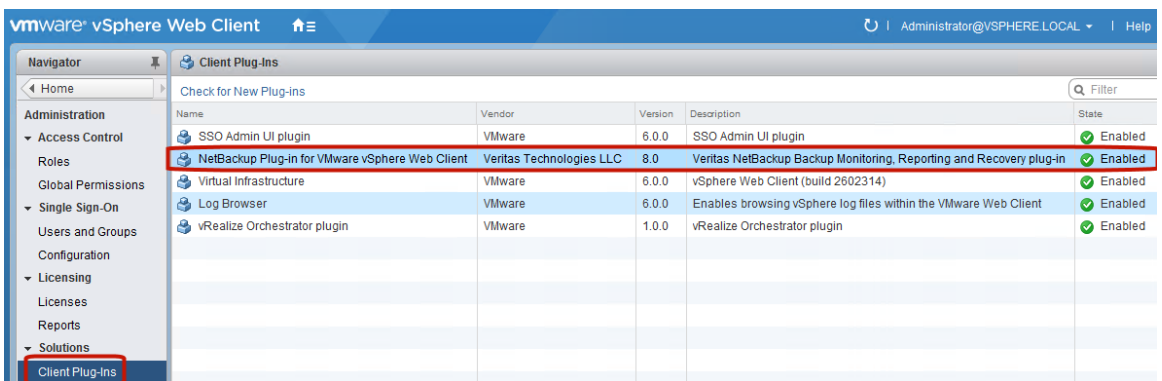 vmware® vSphere Web Client
Administrator@VSPHERE.LOCAL | Help
Navigator
Home
Administration
Access Control
Roles
Global Permissions
Single Sign-On
Users and Groups
Configuration
Licensing
Licenses
Reports
Solutions
Client Plug-Ins
Client Plug-Ins
Check for New Plug-ins
Filter
Name Vendor Version Description State
SSO Admin UI plugin VMware 6.0.0 SSO Admin UI plugin Enabled
NetBackup Plug-in for VMware vSphere Web Client Veritas Technologies LLC 8.0 Veritas NetBackup Backup Monitoring, Reporting and Recovery plug-in Enabled
Virtual Infrastructure VMware 6.0.0 vSphere Web Client (build 2602314) Enabled
Log Browser VMware 6.0.0 Enables browsing vSphere log files within the VMware Web Client Enabled
vRealize Orchestrator plugin VMware 1.0.0 vRealize Orchestrator plugin Enabled